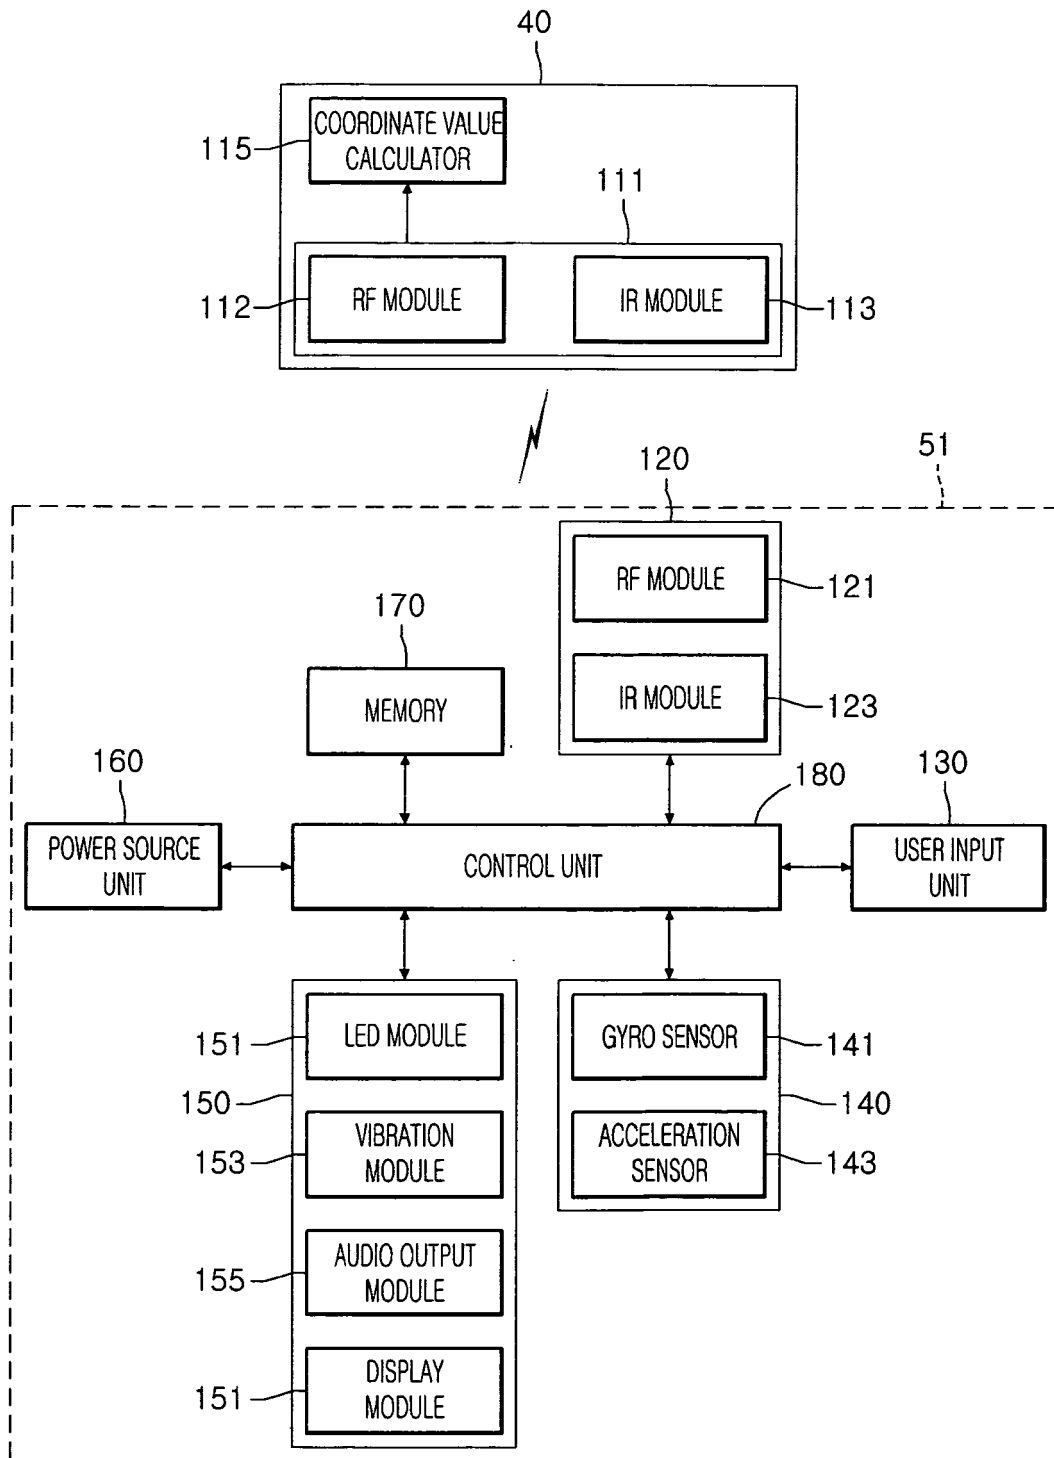 40
COORDINATE VALUE
CALCULATOR
115
111
RF MODULE
IR MODULE
112
113
51
120
RF MODULE
121
170
IR MODULE
123
MEMORY
160
180
130
POWER SOURCE
UNIT
CONTROL UNIT
USER INPUT
UNIT
LED MODULE
151
GYRO SENSOR
141
150
140
VIBRATION
MODULE
153
ACCELERATION
SENSOR
143
AUDIO OUTPUT
MODULE
155
DISPLAY
MODULE
151